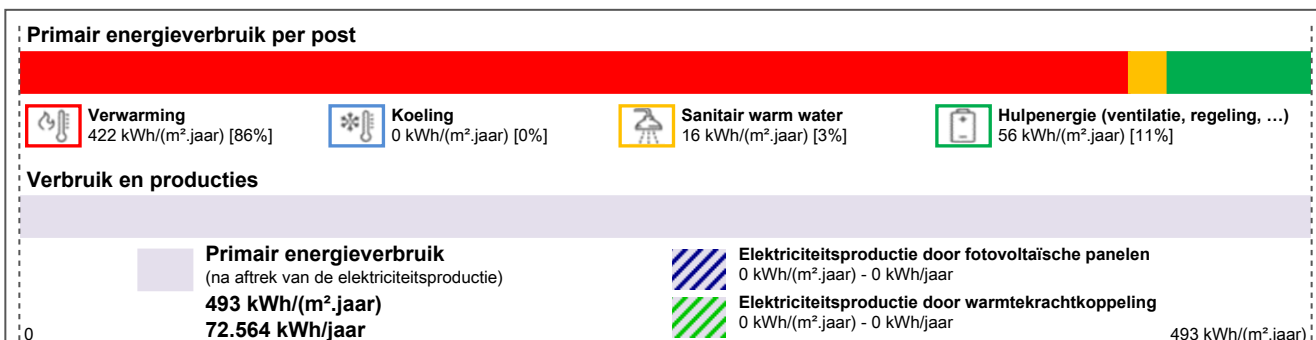 Primair energieverbruik per post
Verwarming
422 kWh/(m².jaar) [86%]
Koeling
0 kWh/(m².jaar) [0%]
Sanitair warm water
16 kWh/(m².jaar) [3%]
Hulpenergie (ventilatie, regeling, …)
56 kWh/(m².jaar) [11%]
Verbruik en producties
Primair energieverbruik
(na aftrek van de elektriciteitsproductie)
493 kWh/(m².jaar)
72.564 kWh/jaar
Elektriciteitsproductie door fotovoltaïsche panelen
0 kWh/(m².jaar) - 0 kWh/jaar
Elektriciteitsproductie door warmtekrachtkoppeling
0 kWh/(m².jaar) - 0 kWh/jaar
0
493 kWh/(m².jaar)